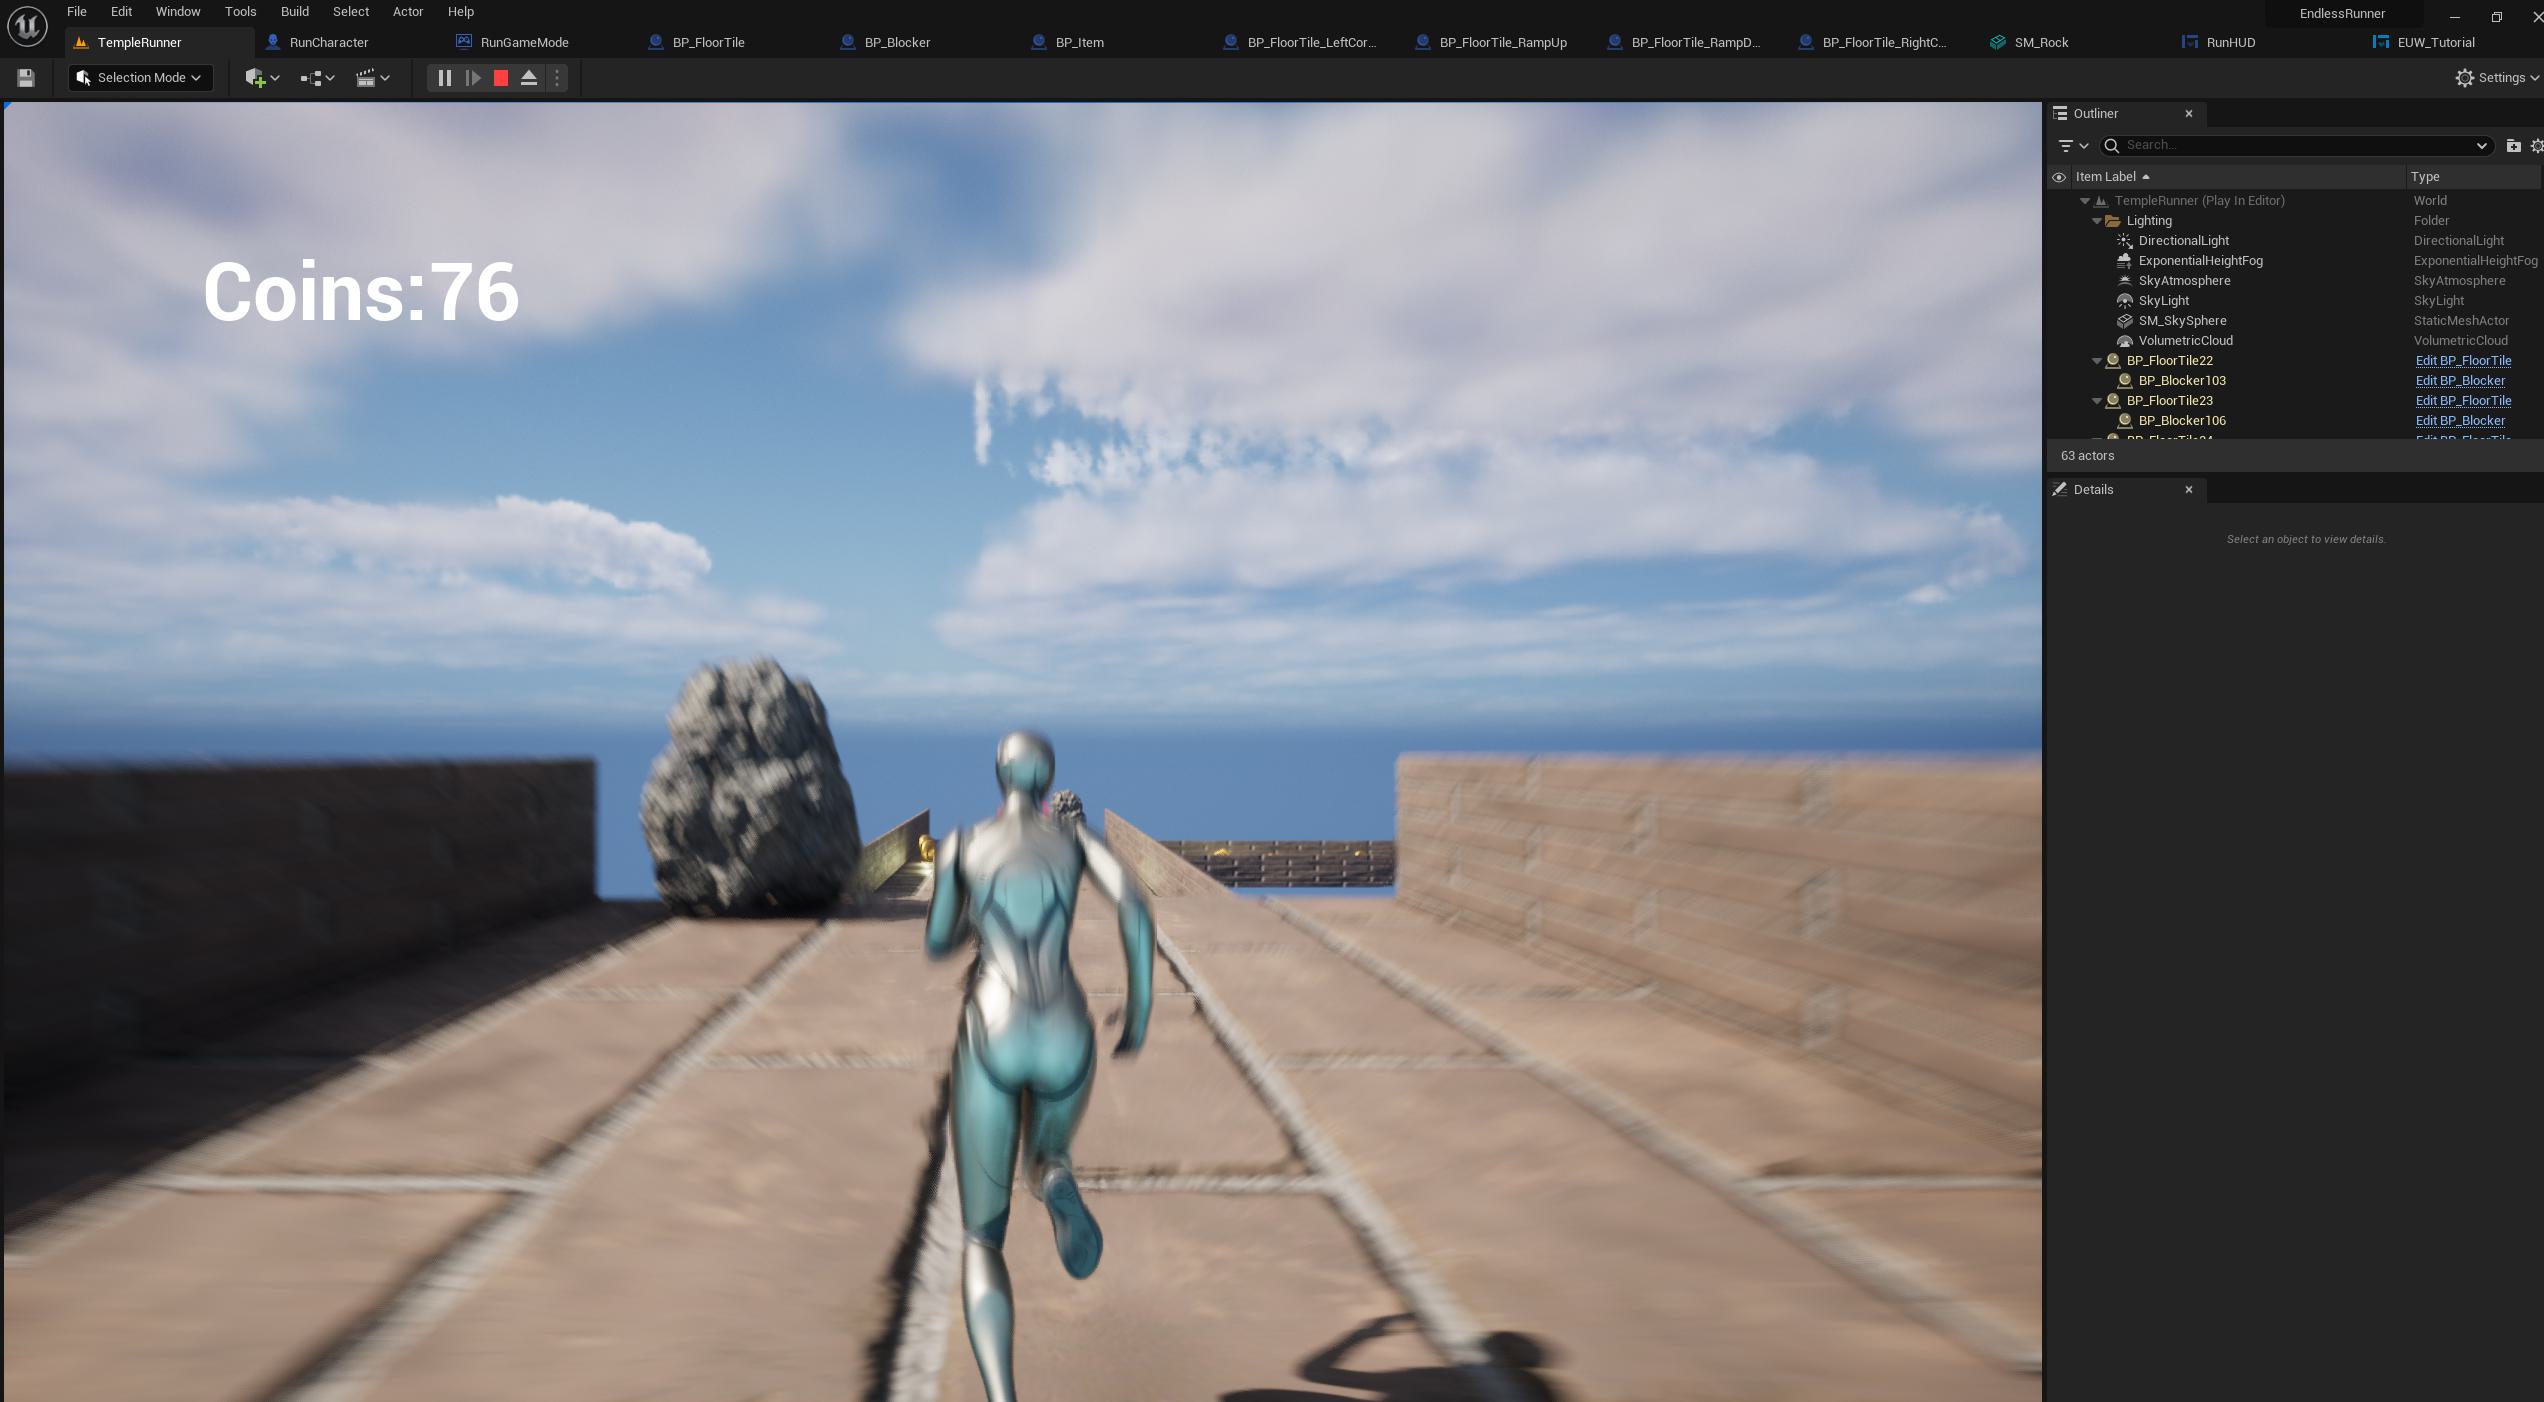 File Edit Window Tools Build Select Actor Help
EndlessRunner
TempleRunner RunCharacter RunGameMode BP_FloorTile BP_Blocker BP_Item BP_FloorTile_LeftCor... BP_FloorTile_RampUp BP_FloorTile_RampD... BP_FloorTile_RightC... SM_Rock RunHUD EUW_Tutorial
Selection Mode
Settings
Coins:76
Outliner
Search...
Item Label Type
TempleRunner (Play In Editor) World
Lighting Folder
DirectionalLight DirectionalLight
ExponentialHeightFog ExponentialHeightFog
SkyAtmosphere SkyAtmosphere
SkyLight SkyLight
SM_SkySphere StaticMeshActor
VolumetricCloud VolumetricCloud
BP_FloorTile22 Edit BP_FloorTile
BP_Blocker103 Edit BP_Blocker
BP_FloorTile23 Edit BP_FloorTile
BP_Blocker106 Edit BP_Blocker
63 actors
Details
Select an object to view details.